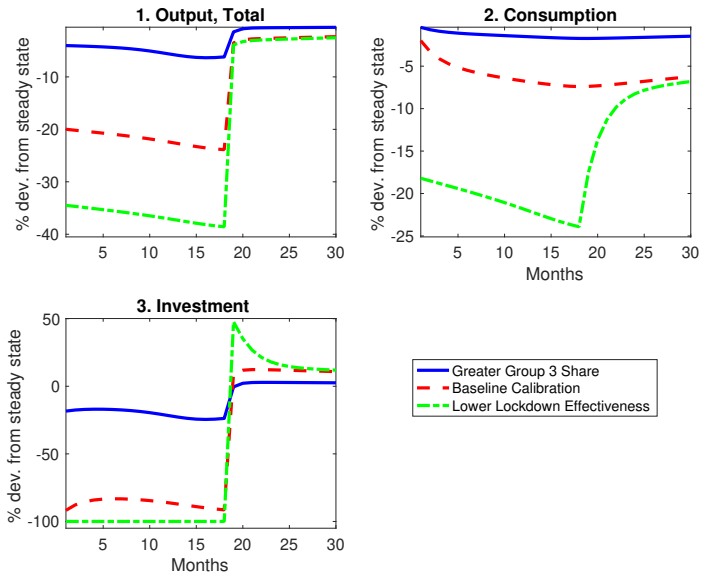 1. Output, Total
% dev. from steady state
-10
-20
-30
-40
5 10 15 20 25 30
2. Consumption
% dev. from steady state
-5
-10
-15
-20
-25
5 10 15 20 25 30
Months
3. Investment
% dev. from steady state
50
0
-50
-100
5 10 15 20 25 30
Months
Greater Group 3 Share
Baseline Calibration
Lower Lockdown Effectiveness